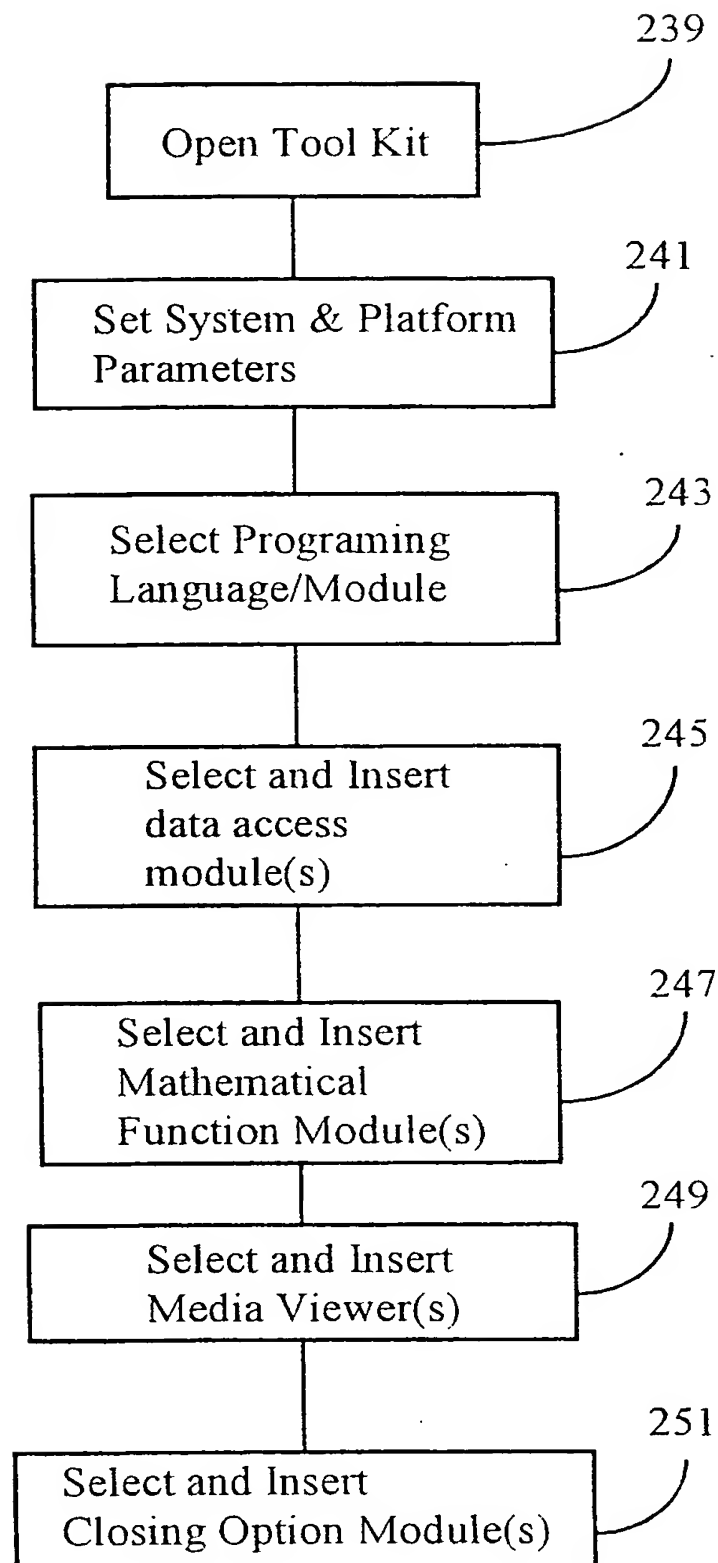 239
Open Tool Kit
241
Set System & Platform
Parameters
243
Select Programing
Language/Module
245
Select and Insert
data access
module(s)
247
Select and Insert
Mathematical
Function Module(s)
249
Select and Insert
Media Viewer(s)
251
Select and Insert
Closing Option Module(s)